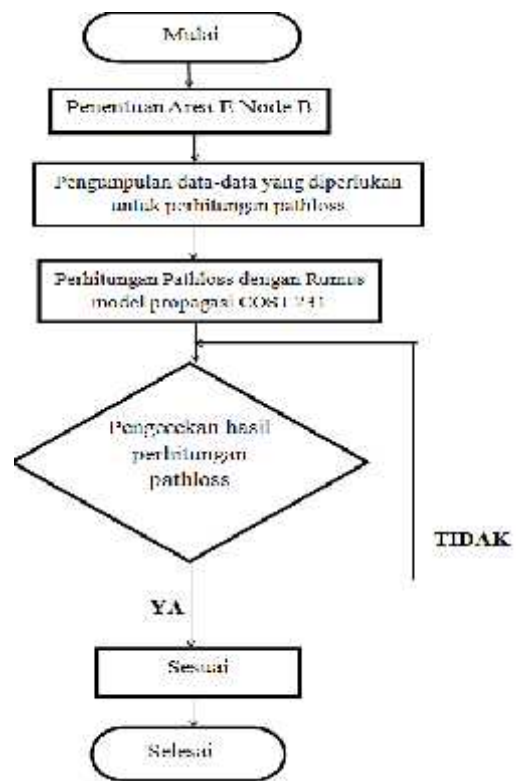 Mulai
Penentuan Area E Node B
Pengumpulan data-data yang diperlukan
untuk perhitungan pathloss
Perhitungan Pathloss dengan Rumus
model propagasi COST 231
Pengecekan hasil
perhitungan
pathloss
TIDAK
YA
Sesuai
Selesai